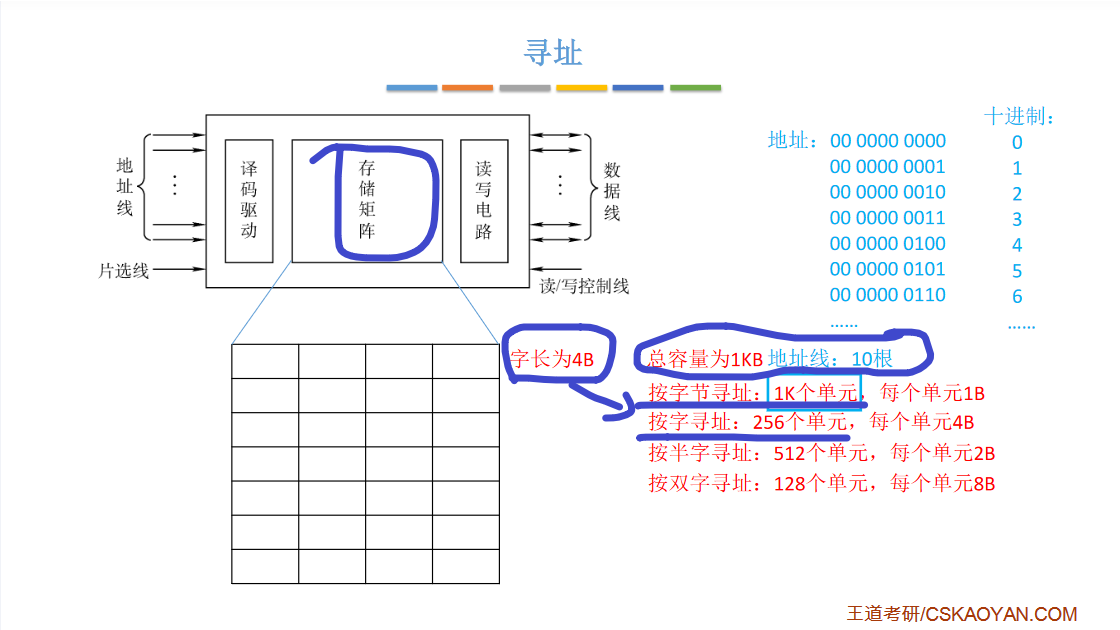 寻址
地址线
片选线
译码驱动
存储矩阵
读写电路
数据线
读/写控制线
十进制：
地址： 00 0000 0000 0
00 0000 0001 1
00 0000 0010 2
00 0000 0011 3
00 0000 0100 4
00 0000 0101 5
00 0000 0110 6
…… ……
字长为4B
总容量为1KB 地址线：10根
按字节寻址：1K个单元，每个单元1B
按字寻址：256个单元，每个单元4B
按半字寻址：512个单元，每个单元2B
按双字寻址：128个单元，每个单元8B
王道考研/CSKAOYAN.COM